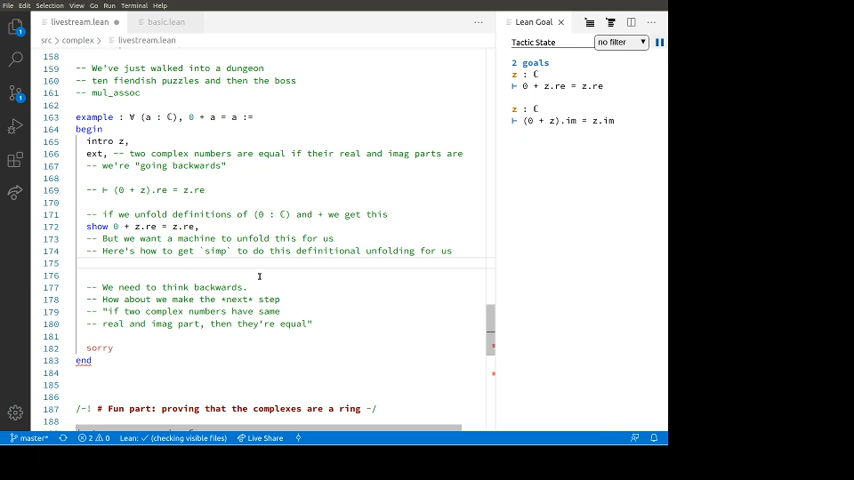 File Edit Selection View Go Run Terminal Help
livestream.lean basic.lean Lean Goal
src complex livestream.lean
Tactic State no filter
158
159 -- We've just walked into a dungeon
160 -- ten fiendish puzzles and then the boss
161 -- mul_assoc
162
163 example : ∀ (a : ℂ), 0 + a = a :=
164 begin
165 intro z,
166 ext, -- two complex numbers are equal if their real and imag parts are
167 -- we're "going backwards"
168
169 -- ⊢ (0 + z).re = z.re
170
171 -- if we unfold definitions of (0 : ℂ) and + we get this
172 show 0 + z.re = z.re,
173 -- But we want a machine to unfold this for us
174 -- Here's how to get `simp` to do this definitional unfolding for us
175
176
177 -- We need to think backwards.
178 -- How about we make the *next* step
179 -- "if two complex numbers have same
180 -- real and imag part, then they're equal"
181
182 sorry
183 end
184
185
186
187 /-! # Fun part: proving that the complexes are a ring -/
188
2 goals
z : ℂ
⊢ 0 + z.re = z.re
z : ℂ
⊢ (0 + z).im = z.im
1
1
master* 2 0 Lean: ✓ (checking visible files) Live Share